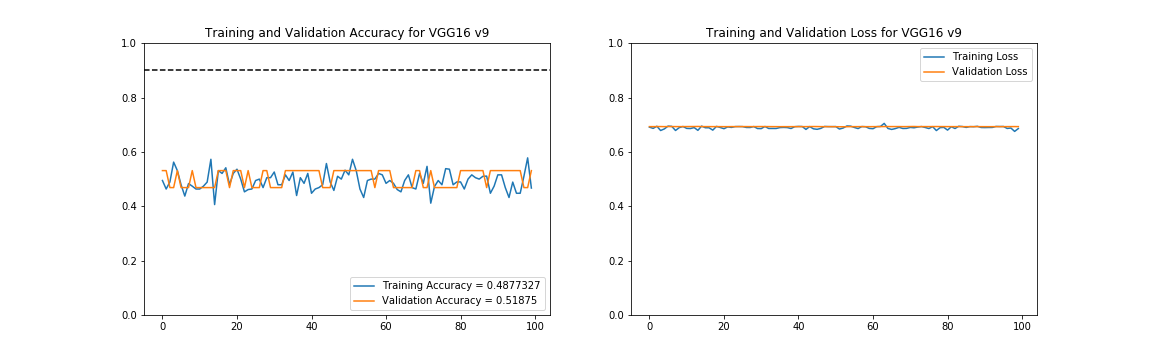 Training and Validation Accuracy for VGG16 v9
1.0
0.8
0.6
0.4
0.2
0.0
0 20 40 60 80 100
Training Accuracy = 0.4877327
Validation Accuracy = 0.51875
Training and Validation Loss for VGG16 v9
1.0
0.8
0.6
0.4
0.2
0.0
0 20 40 60 80 100
Training Loss
Validation Loss